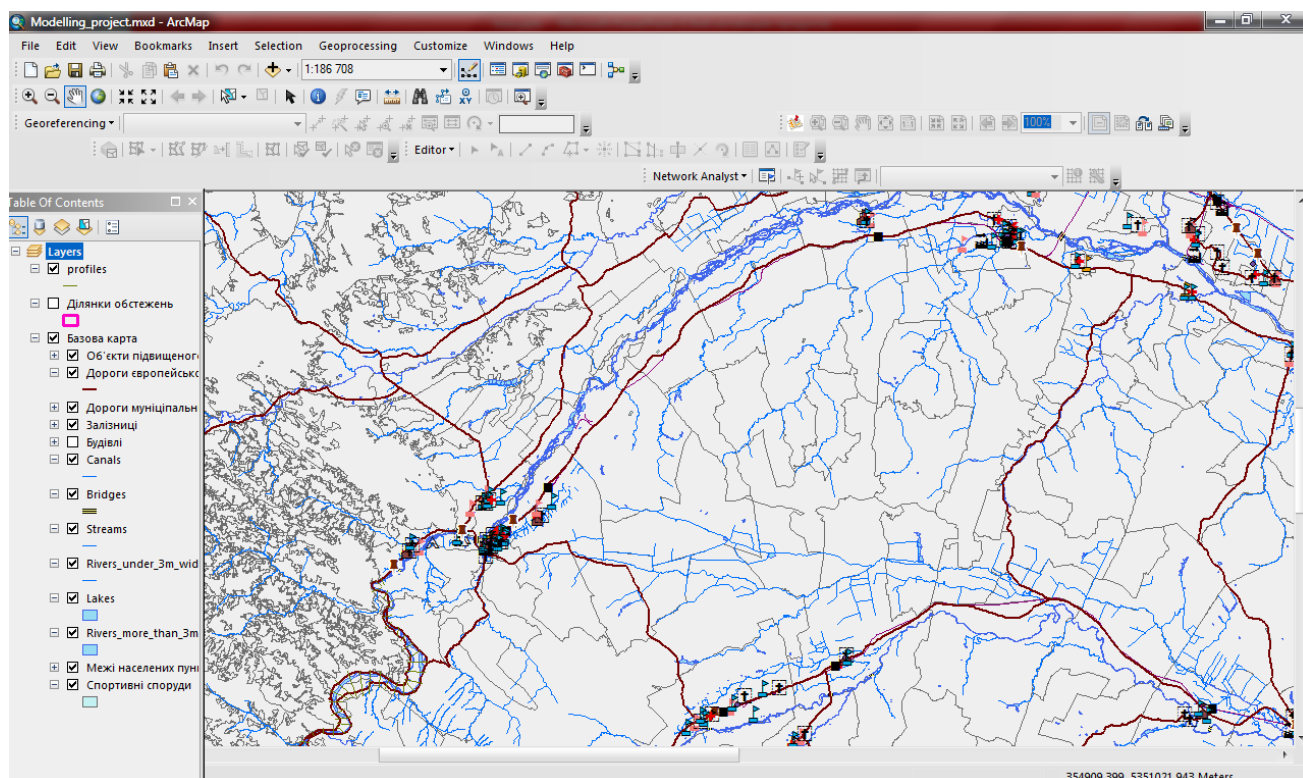 Modelling_project.mxd - ArcMap
File Edit View Bookmarks Insert Selection Geoprocessing Customize Windows Help
1:186 708
Georeferencing
100%
Editor
Network Analyst
Table Of Contents
Layers
profiles
Ділянки обстежень
Базова карта
Об'єкти підвищеного
Дороги європейсько
Дороги муніципальн
Залізниці
Будівлі
Canals
Bridges
Streams
Rivers_under_3m_wid
Lakes
Rivers_more_than_3m
Межі населених пун
Спортивні споруди
354909,399 5351021,943 Meters